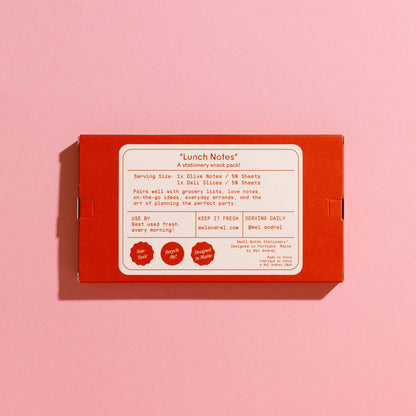 "Lunch Notes"
A stationery snack pack!
Serving Size: 1x Olive Notes / 50 Sheets
1x Deli Slices / 50 Sheets
Pairs well with grocery lists, love notes,
on-the-go ideas, everyday errands, and the
art of planning the perfect party.
USE BY
Best used fresh
every morning!
KEEP IT FRESH
melandrel.com
SERVING DAILY
@mel.andrel
Non-
Toxic
Recycle
Me!
Designed
in Maine
Small Batch Stationery™
Designed in Portland, Maine
by Mel Andrel
Made in China
Fabriqué en Chine
© Mel Andrel 2025